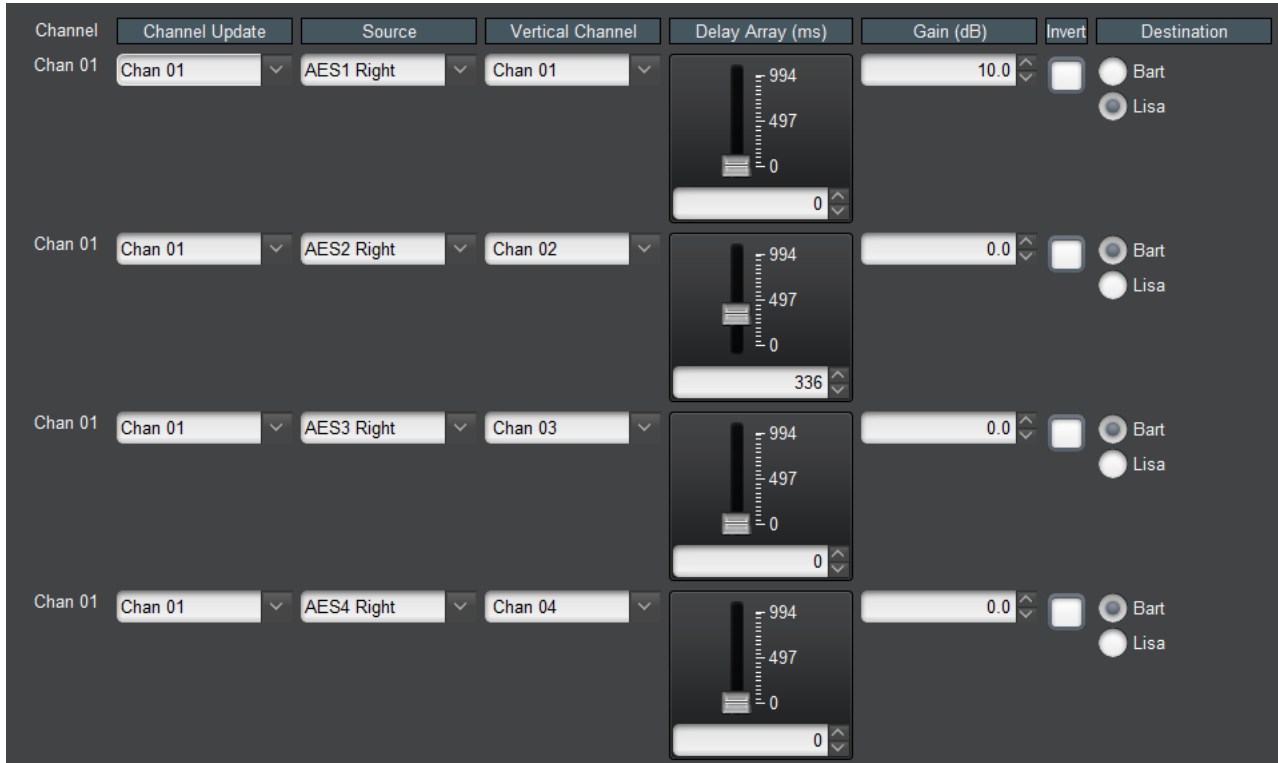 Channel Channel Update Source Vertical Channel Delay Array (ms) Gain (dB) Invert Destination
Chan 01 Chan 01 AES1 Right Chan 01 994 10.0 Bart
497 Lisa
0
0
Chan 01 Chan 01 AES2 Right Chan 02 994 0.0 Bart
497 Lisa
0
336
Chan 01 Chan 01 AES3 Right Chan 03 994 0.0 Bart
497 Lisa
0
0
Chan 01 Chan 01 AES4 Right Chan 04 994 0.0 Bart
497 Lisa
0
0